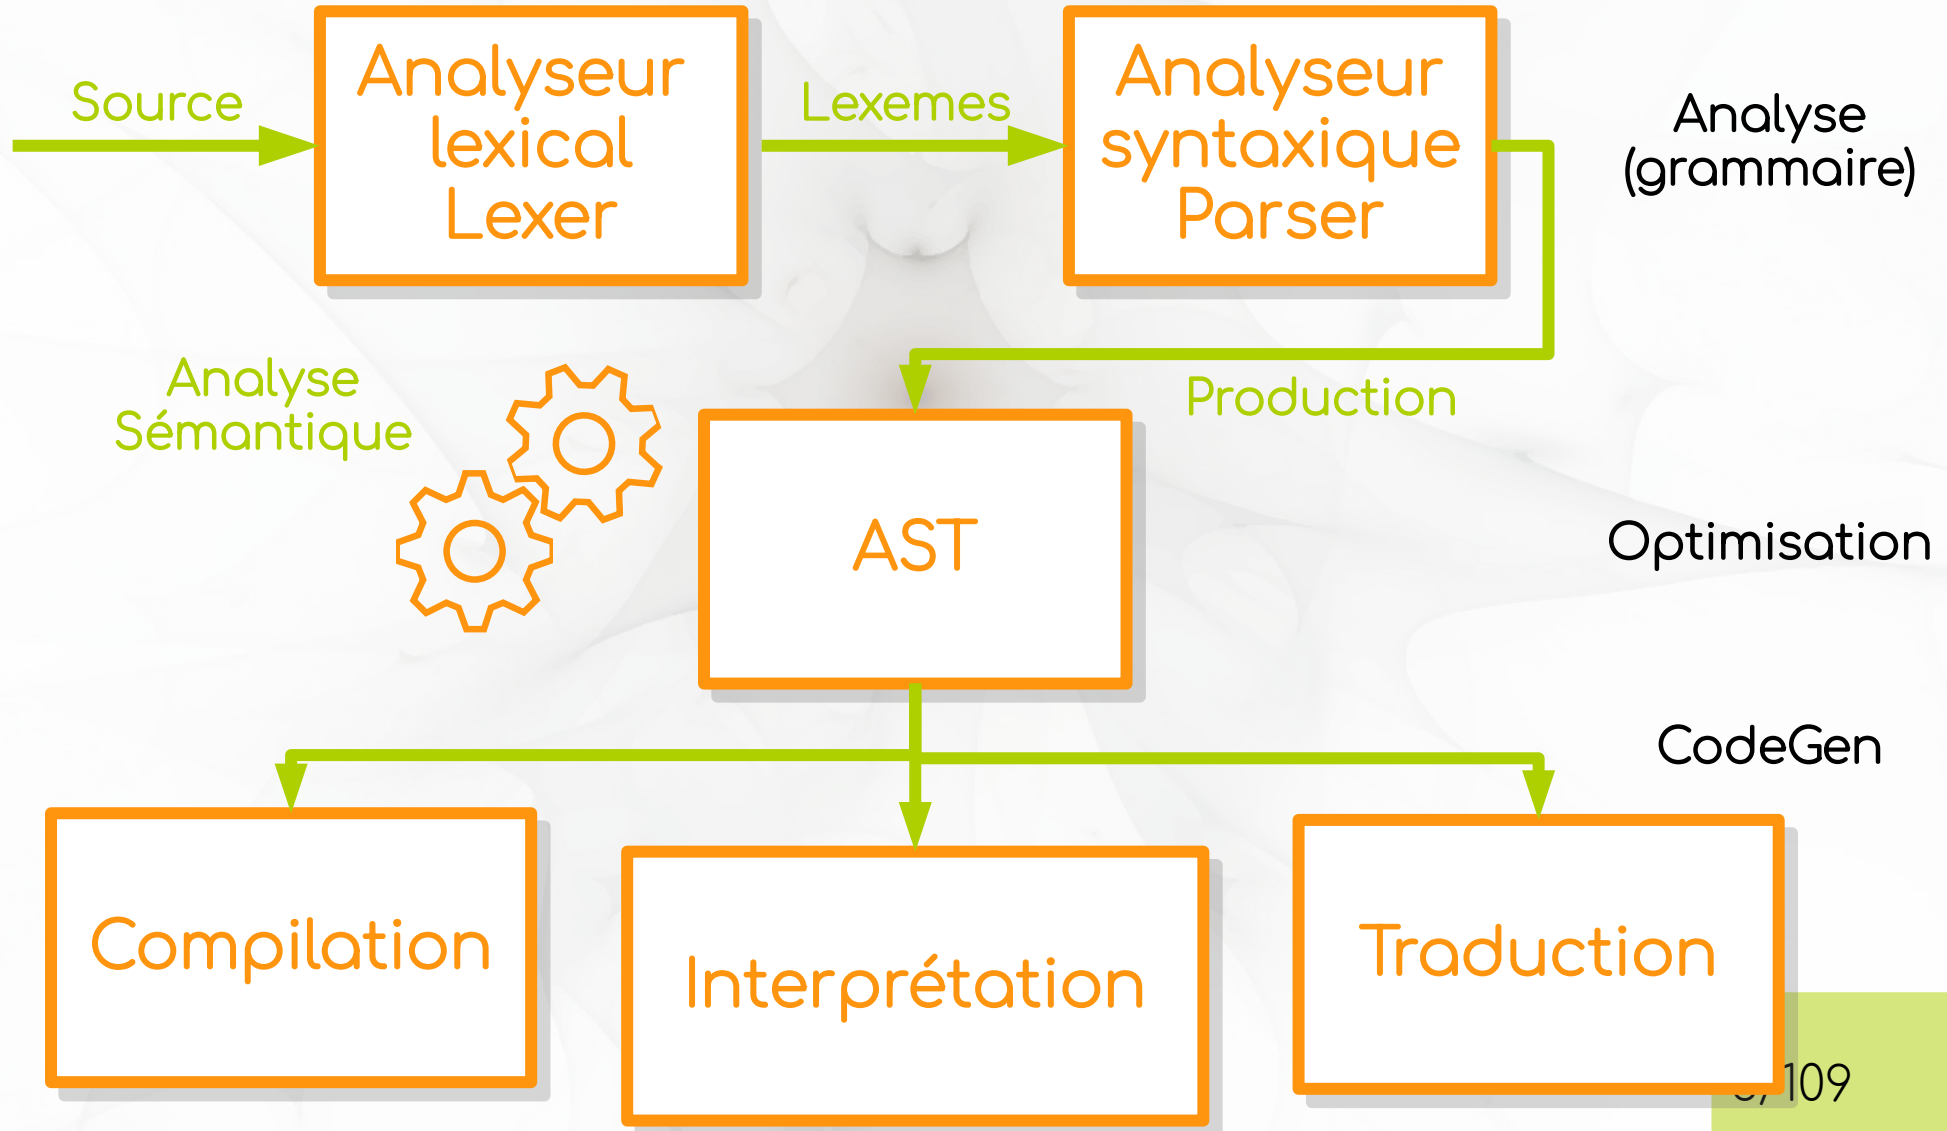 Source
Analyseur
lexical
Lexer
Lexemes
Analyseur
syntaxique
Parser
Analyse
(grammaire)
Analyse
Sémantique
Production
AST
Optimisation
CodeGen
Compilation
Interprétation
Traduction
109